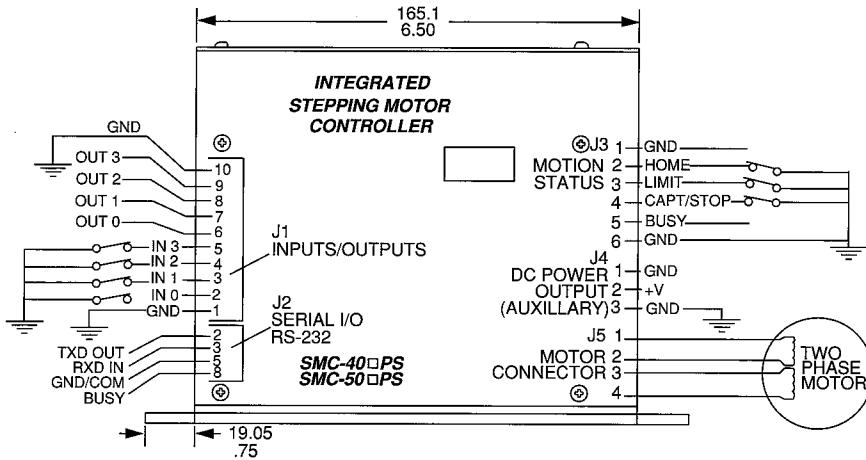 165.1
6.50
INTEGRATED
STEPPING MOTOR
CONTROLLER
GND
OUT 3
OUT 2
OUT 1
OUT 0
IN 3
IN 2
IN 1
IN 0
GND
10
9
8
7
6
5
4
3
2
1
J1
INPUTS/OUTPUTS
J2
SERIAL I/O
RS-232
TXD OUT
RXD IN
GND/COM
BUSY
2
3
5
8
SMC-40□PS
SMC-50□PS
J3 1 GND
MOTION 2 HOME
STATUS 3 LIMIT
4 CAPT/STOP
5 BUSY
6 GND
J4
DC POWER 1 GND
OUTPUT 2 +V
(AUXILLARY) 3 GND
J5 1
MOTOR 2
CONNECTOR 3
4
TWO
PHASE
MOTOR
19.05
.75